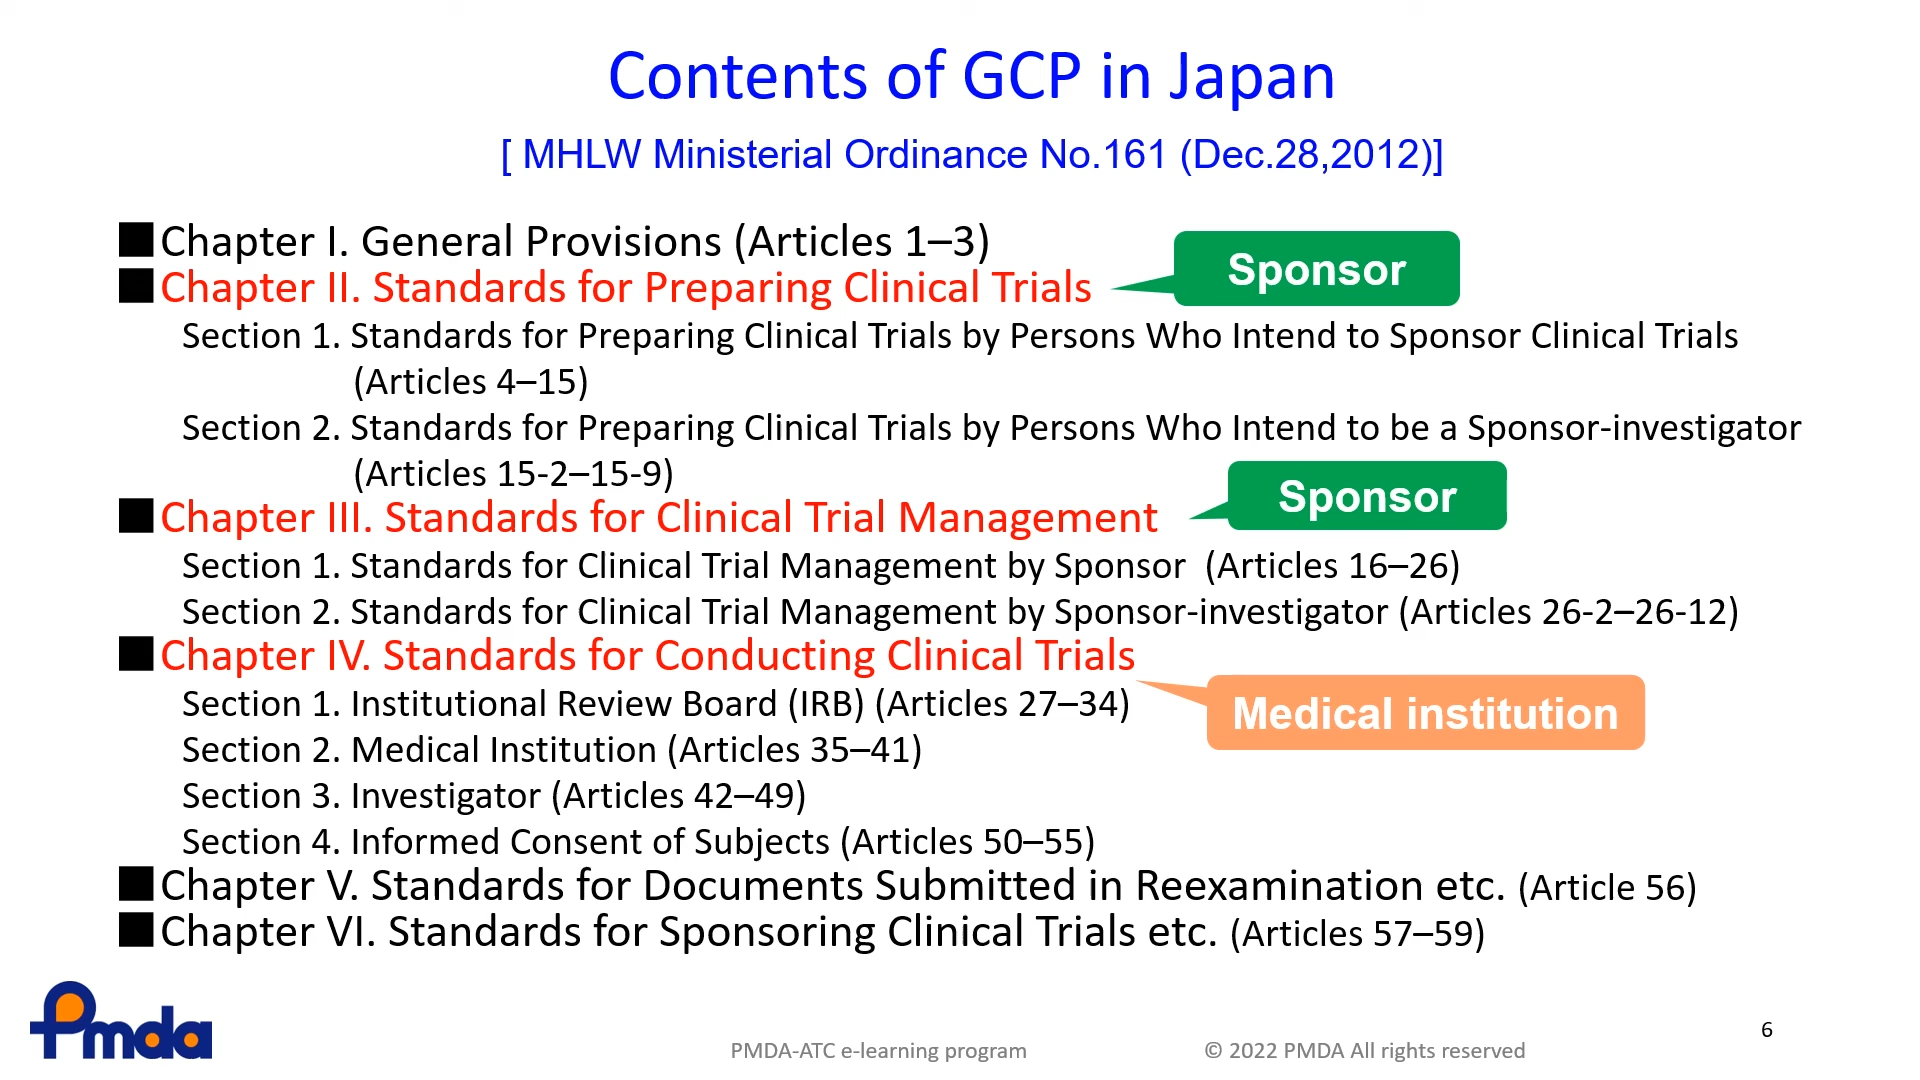 Contents of GCP in Japan
[ MHLW Ministerial Ordinance No.161 (Dec.28,2012)]
■Chapter I. General Provisions (Articles 1–3)
■Chapter II. Standards for Preparing Clinical Trials
Sponsor
Section 1. Standards for Preparing Clinical Trials by Persons Who Intend to Sponsor Clinical Trials
(Articles 4–15)
Section 2. Standards for Preparing Clinical Trials by Persons Who Intend to be a Sponsor-investigator
(Articles 15-2–15-9)
■Chapter III. Standards for Clinical Trial Management
Sponsor
Section 1. Standards for Clinical Trial Management by Sponsor (Articles 16–26)
Section 2. Standards for Clinical Trial Management by Sponsor-investigator (Articles 26-2–26-12)
■Chapter IV. Standards for Conducting Clinical Trials
Medical institution
Section 1. Institutional Review Board (IRB) (Articles 27–34)
Section 2. Medical Institution (Articles 35–41)
Section 3. Investigator (Articles 42–49)
Section 4. Informed Consent of Subjects (Articles 50–55)
■Chapter V. Standards for Documents Submitted in Reexamination etc. (Article 56)
■Chapter VI. Standards for Sponsoring Clinical Trials etc. (Articles 57–59)
Pmda
PMDA-ATC e-learning program
© 2022 PMDA All rights reserved
6